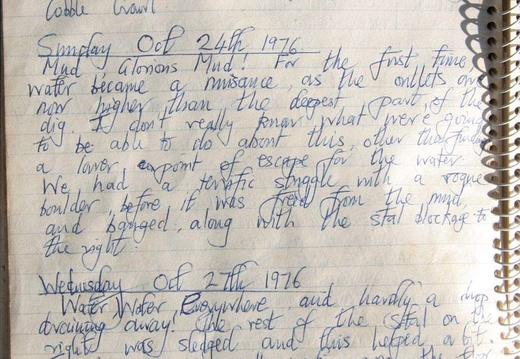 Cobble Crawl
Sunday Oct 24th 1976
Mud, Glorious Mud! For the first time
water became a nuisance, as the outlets are
now higher than the deepest part of the
dig. I don't really know what we're going
to be able to do about this, other than finding
a lower point of escape for the water
We had a terrific struggle with a rogue
boulder, before it was freed from the mud,
and banged, along with the stal blockage to
the right.
Wednesday Oct 27th 1976
Water Water, Everywhere and hardly a drop
draining away! The rest of the stal on the
right was sledged and this helped a bit.
the floor